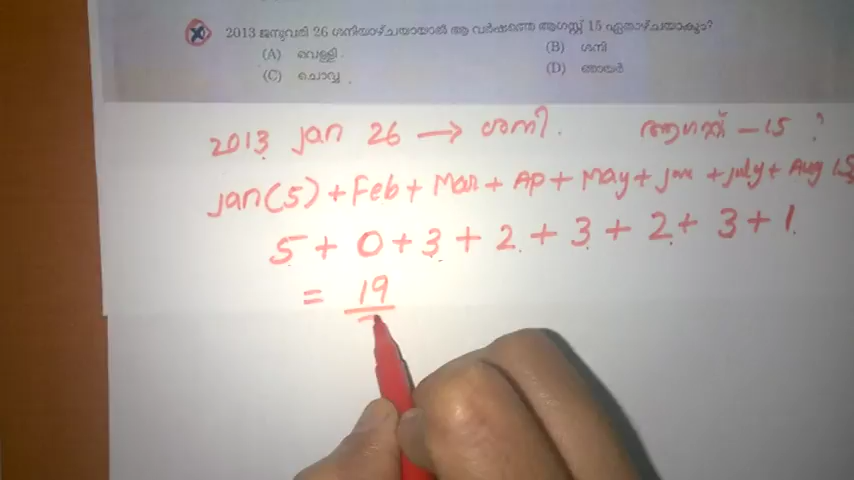 2013 ജനുവരി 26 ശനിയാഴ്ചയായാൽ ആ വർഷത്തെ ആഗസ്റ്റ് 15 ഏതാഴ്ചയാകും?
(A) വെള്ളി (B) ശനി
(C) ചൊവ്വ (D) ഞായർ
2013 Jan 26 → ശനി. ആഗസ്ത് - 15 ?
Jan(5) + Feb + Mar + Ap + May + June + July + Aug 15
5 + 0 + 3 + 2 + 3 + 2 + 3 + 1
= 19